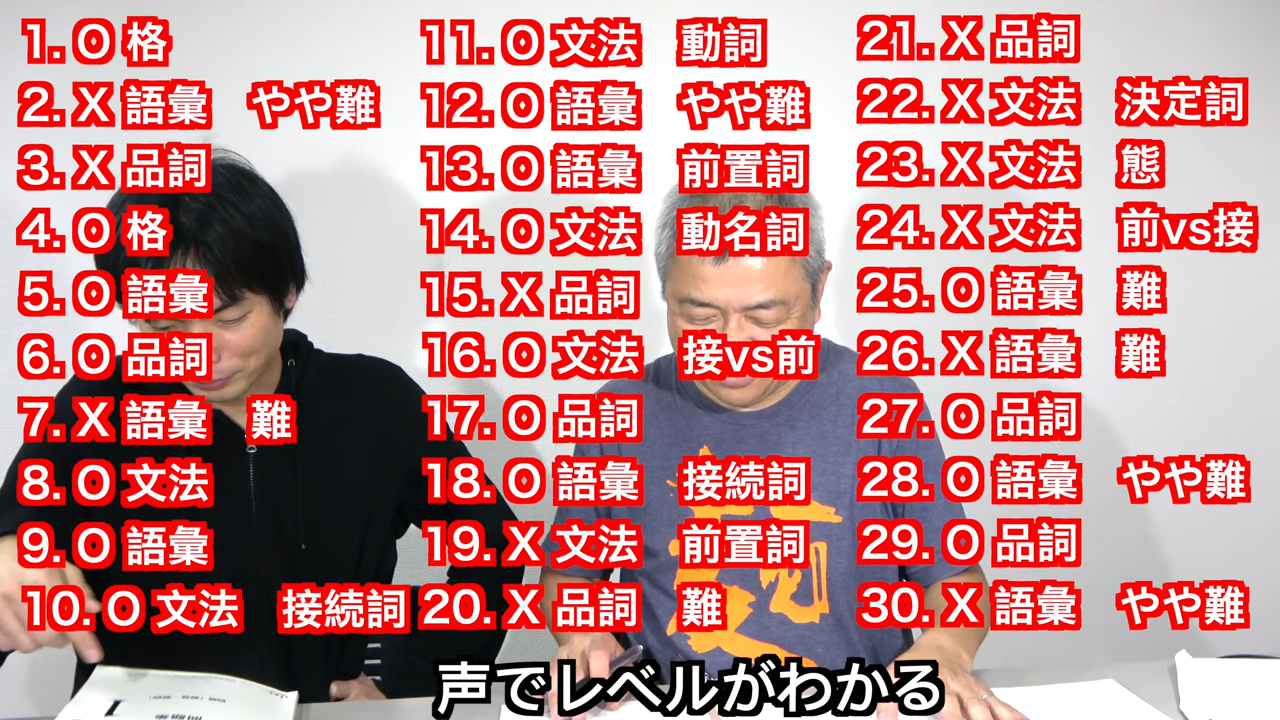 1. O 格
2. X 語彙 やや難
3. X 品詞
4. O 格
5. O 語彙
6. O 品詞
7. X 語彙 難
8. O 文法
9. O 語彙
10. O 文法 接続詞
11. O 文法 動詞
12. O 語彙 やや難
13. O 語彙 前置詞
14. O 文法 動名詞
15. X 品詞
16. O 文法 接vs前
17. O 品詞
18. O 語彙 接続詞
19. X 文法 前置詞
20. X 品詞 難
21. X 品詞
22. X 文法 決定詞
23. X 文法 態
24. X 文法 前vs接
25. O 語彙 難
26. X 語彙 難
27. O 品詞
28. O 語彙 やや難
29. O 品詞
30. X 語彙 やや難
声でレベルがわかる